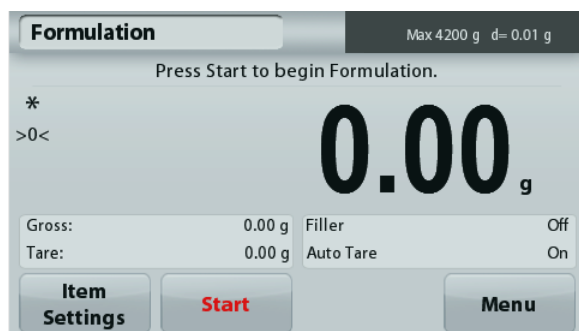 Formulation
Max 4200 g d= 0.01 g
Press Start to begin Formulation.
*
>0<
0.00 g
Gross: 0.00 g Filler Off
Tare: 0.00 g Auto Tare On
Item
Settings
Start
Menu